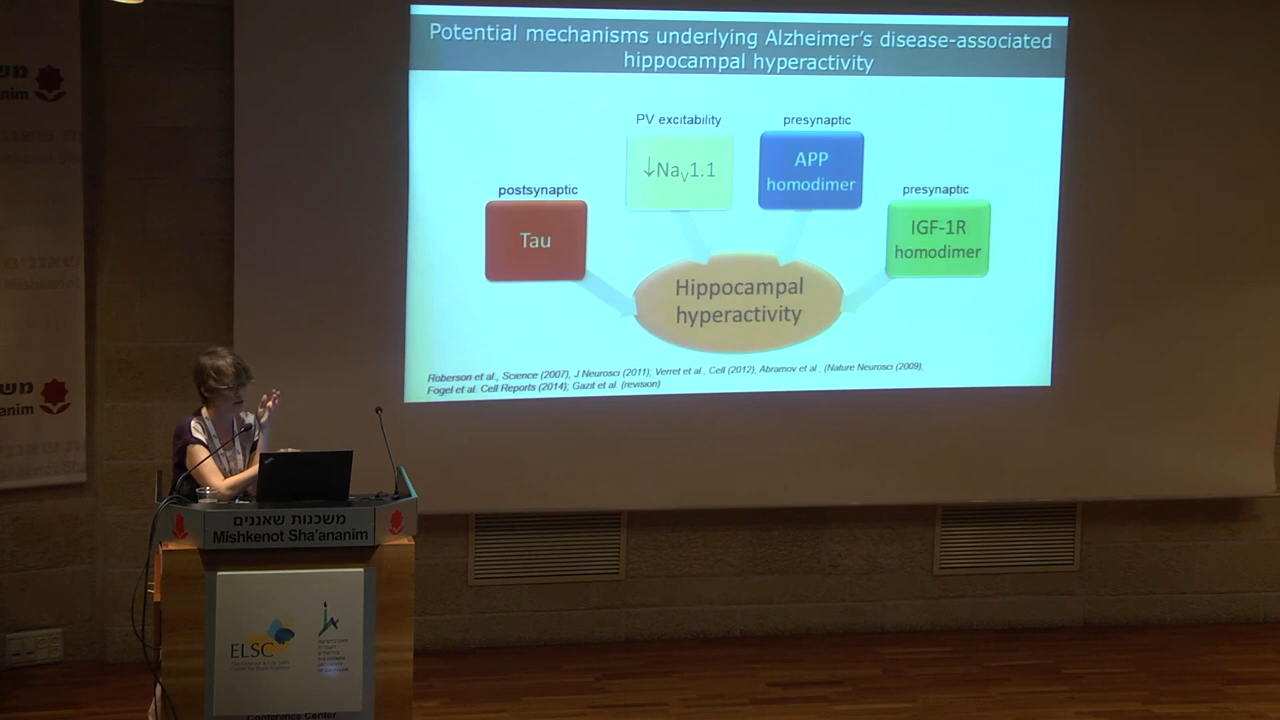 Potential mechanisms underlying Alzheimer's disease-associated
hippocampal hyperactivity
PV excitability
presynaptic
↓NaV1.1
APP
homodimer
postsynaptic
presynaptic
Tau
IGF-1R
homodimer
Hippocampal
hyperactivity
Roberson et al., Science (2007), J Neurosci (2011); Verret et al., Cell (2012), Abramov et al., (Nature Neurosci (2009),
Fogel et al. Cell Reports (2014); Gazit et al. (revision)
משכנות שאננים
Mishkenot Sha'ananim
ELSC
Conference Center